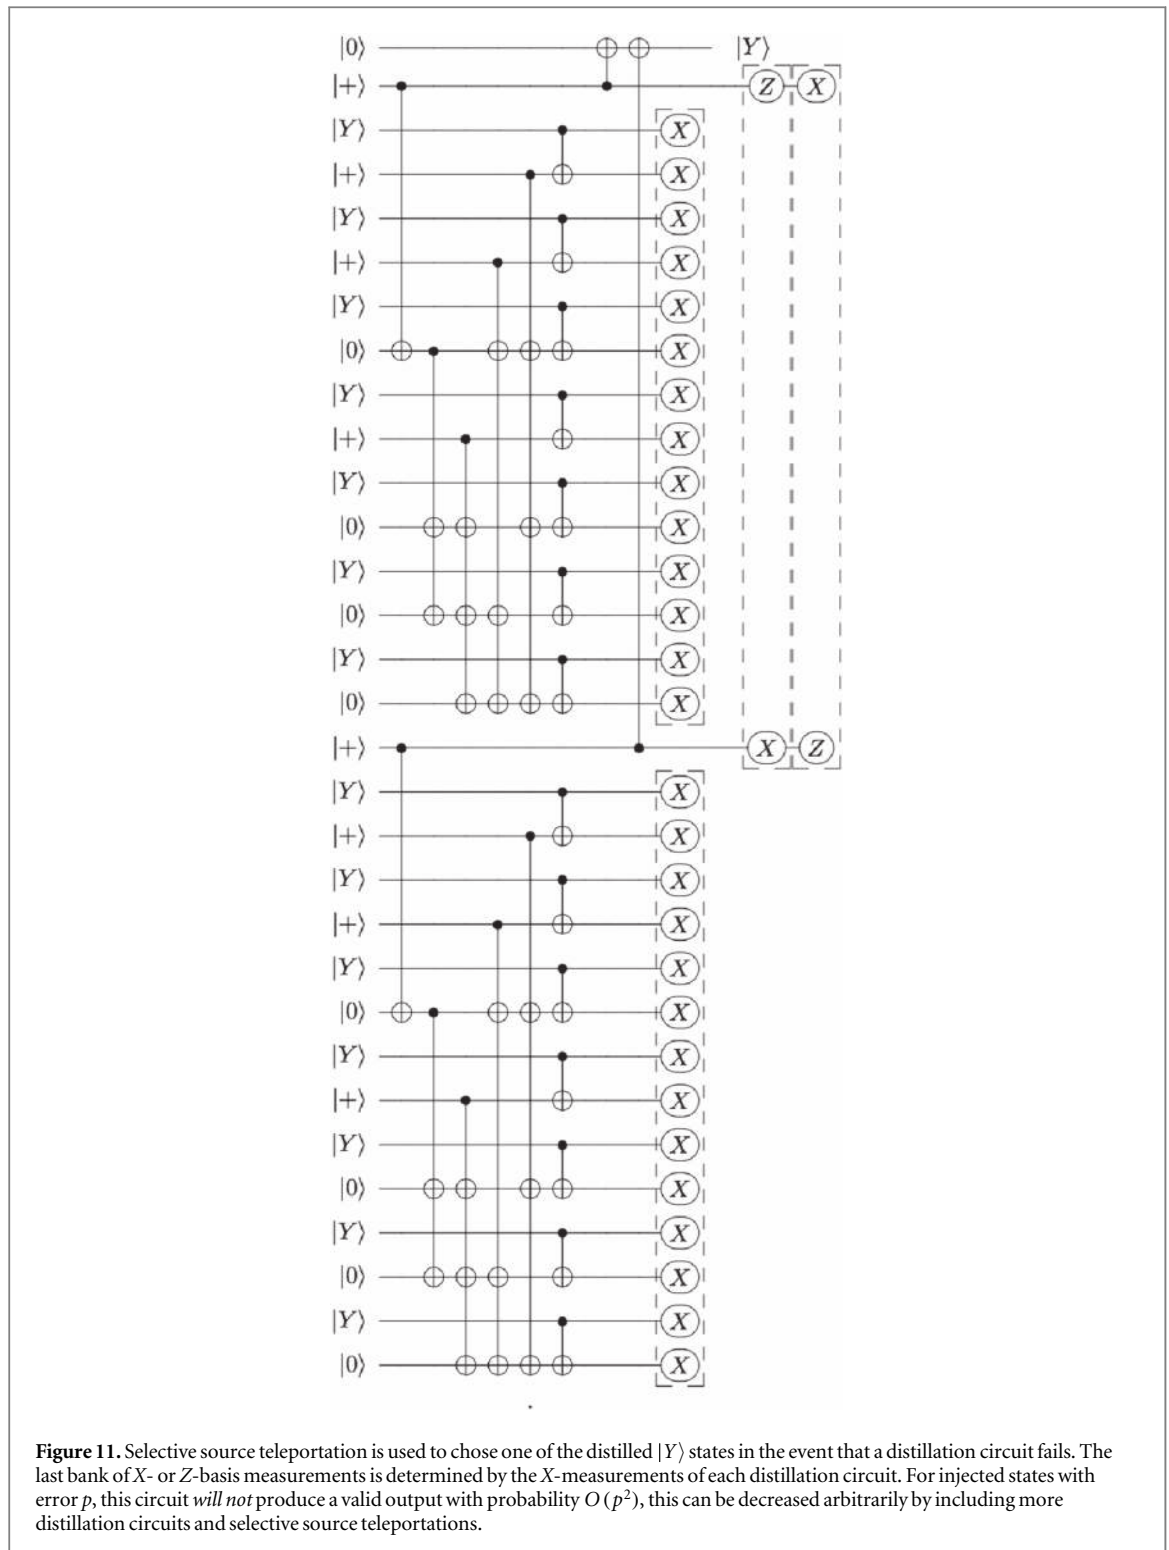 |0⟩ |Y⟩
|+⟩ Z X
|Y⟩ X
|+⟩ X
|Y⟩ X
|+⟩ X
|Y⟩ X
|0⟩ X
|Y⟩ X
|+⟩ X
|Y⟩ X
|0⟩ X
|Y⟩ X
|0⟩ X
|Y⟩ X
|0⟩ X
|+⟩ X Z
|Y⟩ X
|+⟩ X
|Y⟩ X
|+⟩ X
|Y⟩ X
|0⟩ X
|Y⟩ X
|+⟩ X
|Y⟩ X
|0⟩ X
|Y⟩ X
|0⟩ X
|Y⟩ X
|0⟩ X
Figure 11. Selective source teleportation is used to chose one of the distilled |Y⟩ states in the event that a distillation circuit fails. The
last bank of X- or Z-basis measurements is determined by the X-measurements of each distillation circuit. For injected states with
error p, this circuit will not produce a valid output with probability O(p²), this can be decreased arbitrarily by including more
distillation circuits and selective source teleportations.